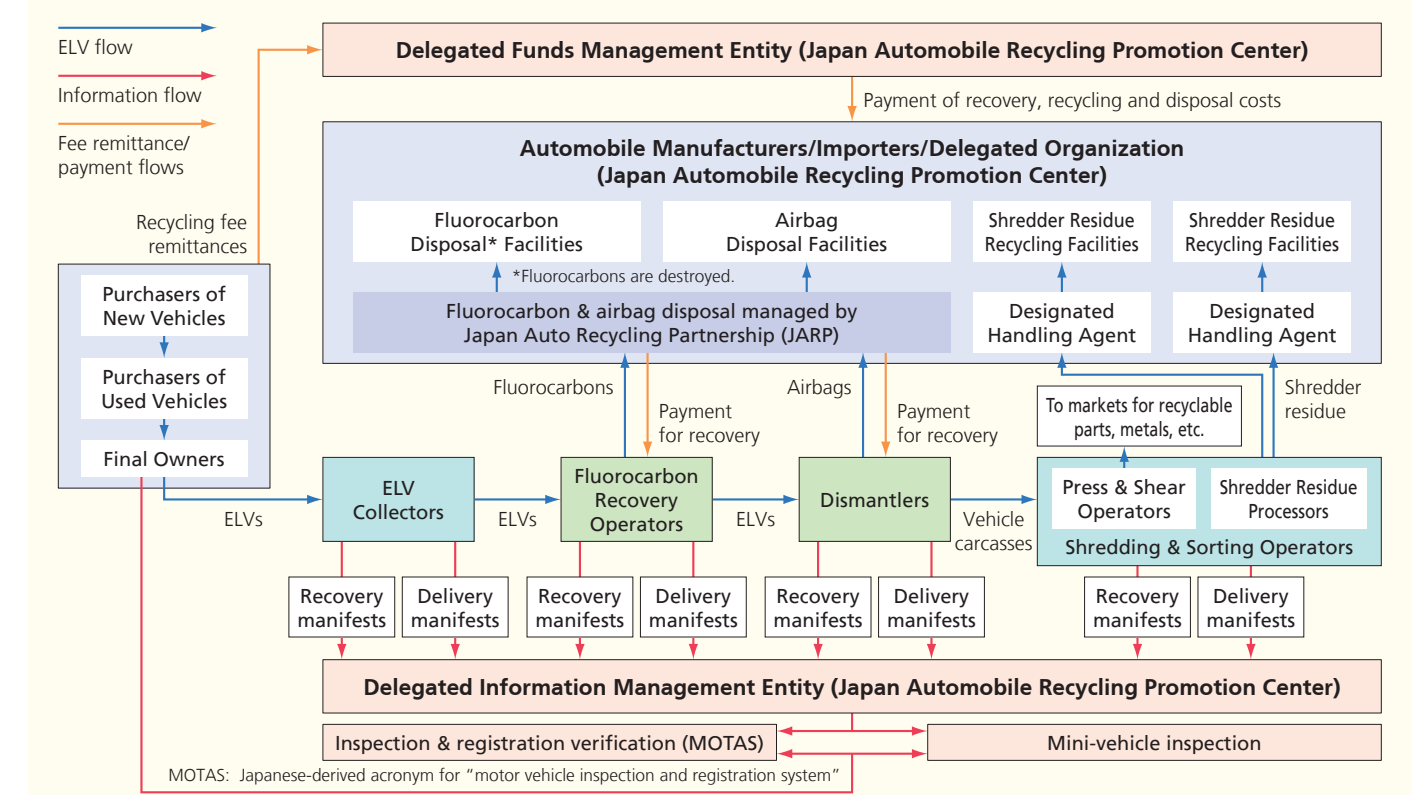 ELV flow
Information flow
Fee remittance/
payment flows
Delegated Funds Management Entity (Japan Automobile Recycling Promotion Center)
Payment of recovery, recycling and disposal costs
Automobile Manufacturers/Importers/Delegated Organization
(Japan Automobile Recycling Promotion Center)
Recycling fee
remittances
Fluorocarbon
Disposal* Facilities
Airbag
Disposal Facilities
Shredder Residue
Recycling Facilities
Shredder Residue
Recycling Facilities
*Fluorocarbons are destroyed.
Fluorocarbon & airbag disposal managed by
Japan Auto Recycling Partnership (JARP)
Designated
Handling Agent
Designated
Handling Agent
Purchasers of
New Vehicles
Purchasers of
Used Vehicles
Final Owners
Fluorocarbons
Payment
for recovery
Airbags
Payment
for recovery
To markets for recyclable
parts, metals, etc.
Shredder
residue
ELVs
ELV
Collectors
ELVs
Fluorocarbon
Recovery
Operators
ELVs
Dismantlers
Vehicle
carcasses
Press & Shear
Operators
Shredder Residue
Processors
Shredding & Sorting Operators
Recovery
manifests
Delivery
manifests
Recovery
manifests
Delivery
manifests
Recovery
manifests
Delivery
manifests
Recovery
manifests
Delivery
manifests
Delegated Information Management Entity (Japan Automobile Recycling Promotion Center)
Inspection & registration verification (MOTAS)
Mini-vehicle inspection
MOTAS: Japanese-derived acronym for “motor vehicle inspection and registration system”